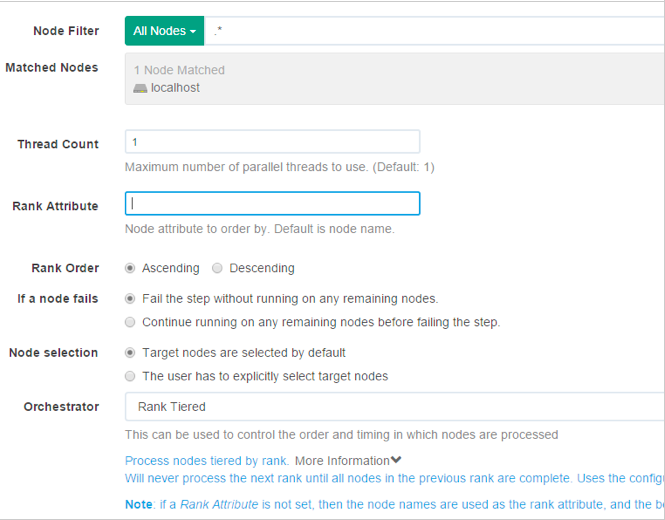 Node Filter All Nodes .*
Matched Nodes 1 Node Matched
localhost
Thread Count 1
Maximum number of parallel threads to use. (Default: 1)
Rank Attribute
Node attribute to order by. Default is node name.
Rank Order Ascending Descending
If a node fails Fail the step without running on any remaining nodes.
Continue running on any remaining nodes before failing the step.
Node selection Target nodes are selected by default
The user has to explicitly select target nodes
Orchestrator Rank Tiered
This can be used to control the order and timing in which nodes are processed
Process nodes tiered by rank. More Information
Will never process the next rank until all nodes in the previous rank are complete. Uses the configu
Note: if a Rank Attribute is not set, then the node names are used as the rank attribute, and the b